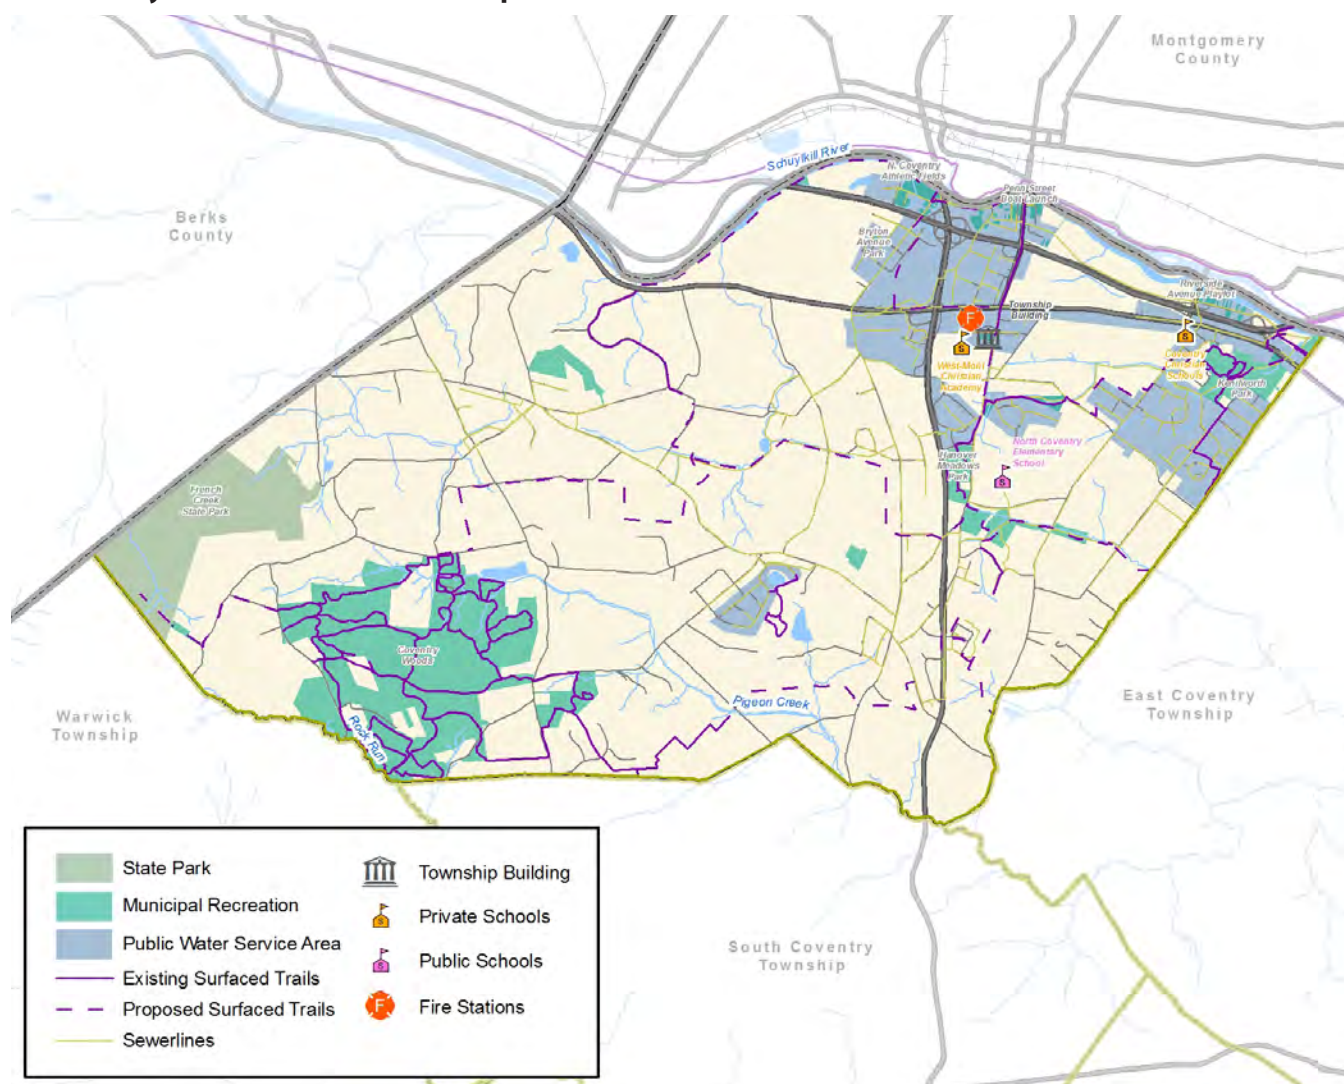 Montgomery
County
Schuylkill River
N. Coventry
Athletic Fields
Penn Street
Boat Launch
Berks
County
Bryton
Avenue
Park
Riverside
Avenue Playlot
Township
Building
F
S
S
West-Mont
Christian
Academy
Coventry
Christian
Schools
Kenilworth
Park
North Coventry
Elementary
School
Hanover
Meadows
Park
S
French
Creek
State Park
Coventry
Woods
Rock Run
Pigeon Creek
East Coventry
Township
Warwick
Township
South Coventry
Township
State Park
Municipal Recreation
Public Water Service Area
Existing Surfaced Trails
Proposed Surfaced Trails
Sewerlines
Township Building
S
Private Schools
S
Public Schools
F
Fire Stations